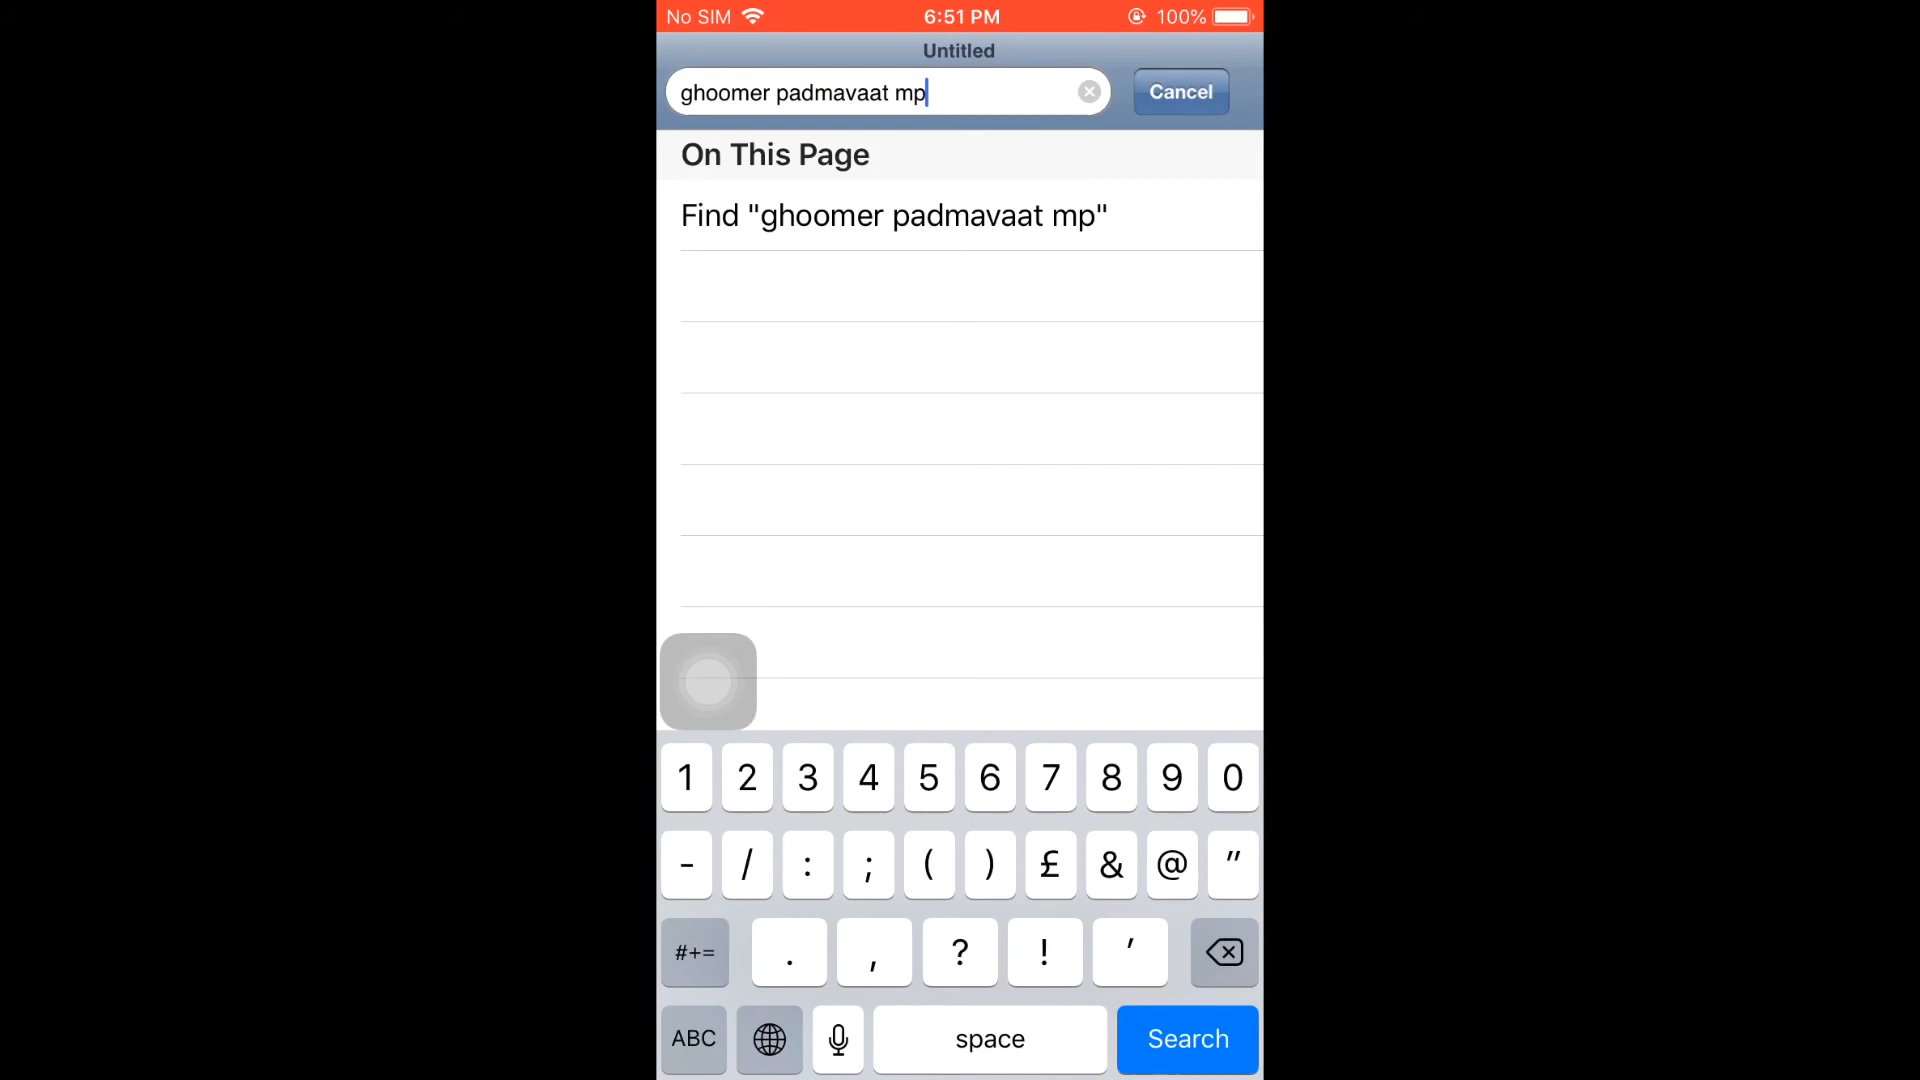 No SIM 6:51 PM 100%
Untitled
ghoomer padmavaat mp Cancel
On This Page
Find "ghoomer padmavaat mp"
1 2 3 4 5 6 7 8 9 0
- / : ; ( ) £ & @ "
#+= . , ? ! '
ABC space Search